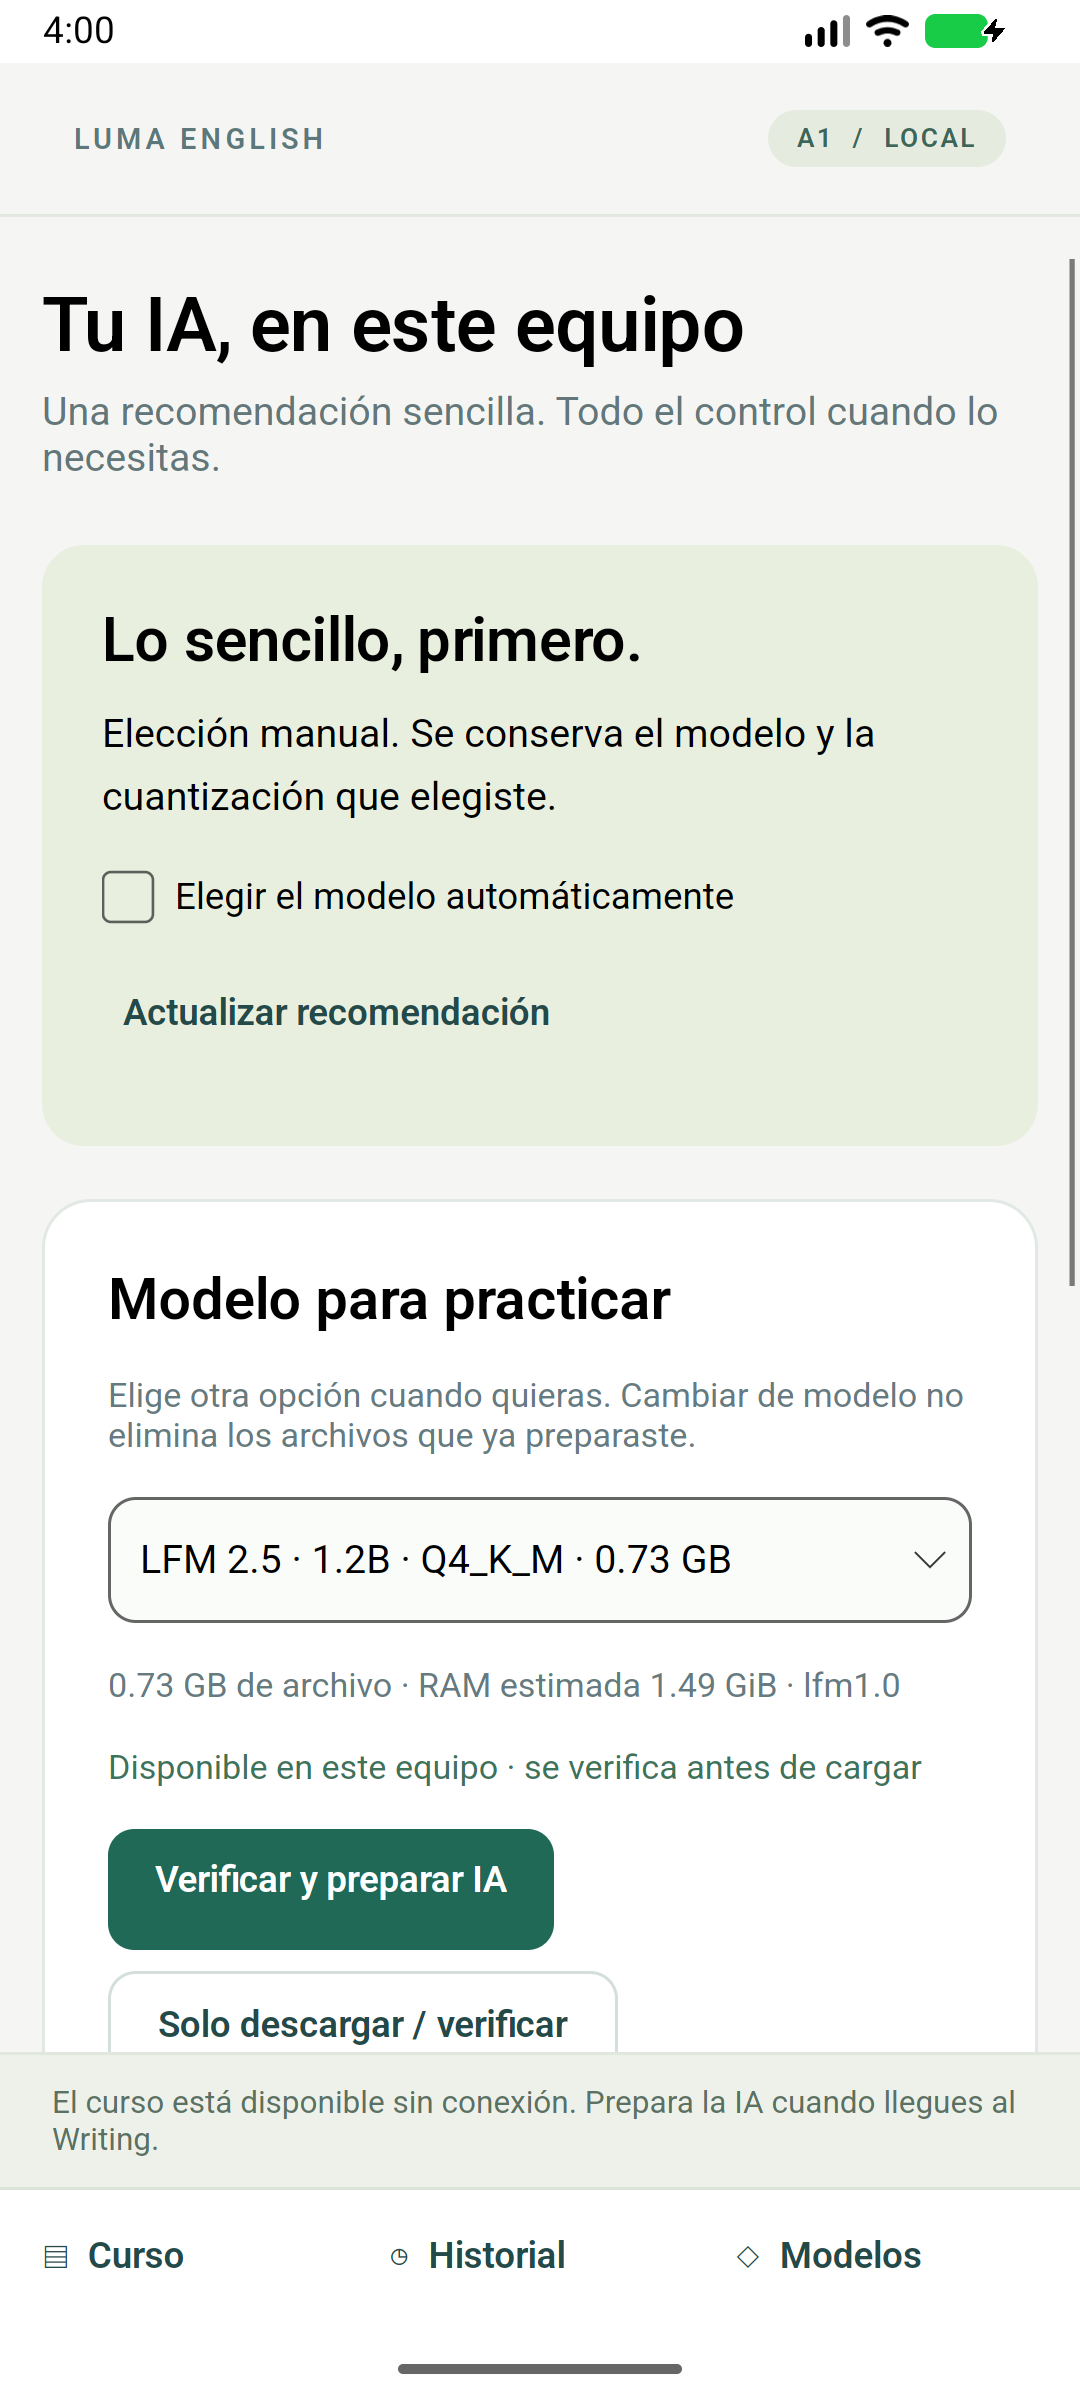 4:00
LUMA ENGLISH
A1 / LOCAL
Tu IA, en este equipo
Una recomendación sencilla. Todo el control cuando lo
necesitas.
Lo sencillo, primero.
Elección manual. Se conserva el modelo y la
cuantización que elegiste.
Elegir el modelo automáticamente
Actualizar recomendación
Modelo para practicar
Elige otra opción cuando quieras. Cambiar de modelo no
elimina los archivos que ya preparaste.
LFM 2.5 · 1.2B · Q4_K_M · 0.73 GB
0.73 GB de archivo · RAM estimada 1.49 GiB · lfm1.0
Disponible en este equipo · se verifica antes de cargar
Verificar y preparar IA
Solo descargar / verificar
El curso está disponible sin conexión. Prepara la IA cuando llegues al
Writing.
Curso
Historial
Modelos